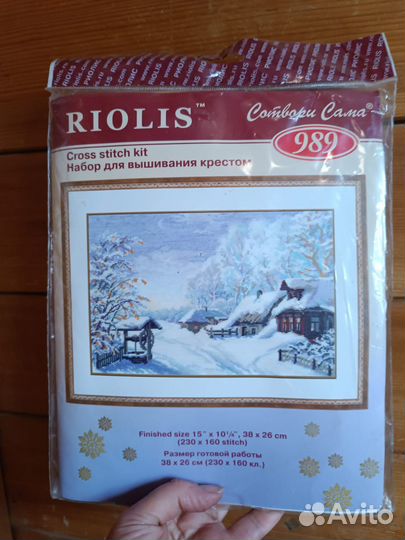 RIOLIS™
Сотвори Сама®
989
Cross stitch kit
Набор для вышивания крестом
Finished size 15" x 10¼", 38 x 26 cm
(230 x 160 stitch)
Размер готовой работы
38 x 26 см (230 x 160 кл.)
Avito